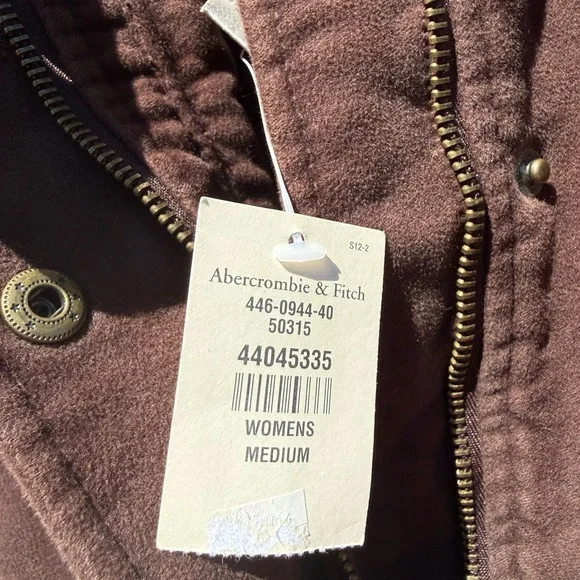 S12-2
Abercrombie & Fitch
446-0944-40
50315
44045335
WOMENS
MEDIUM